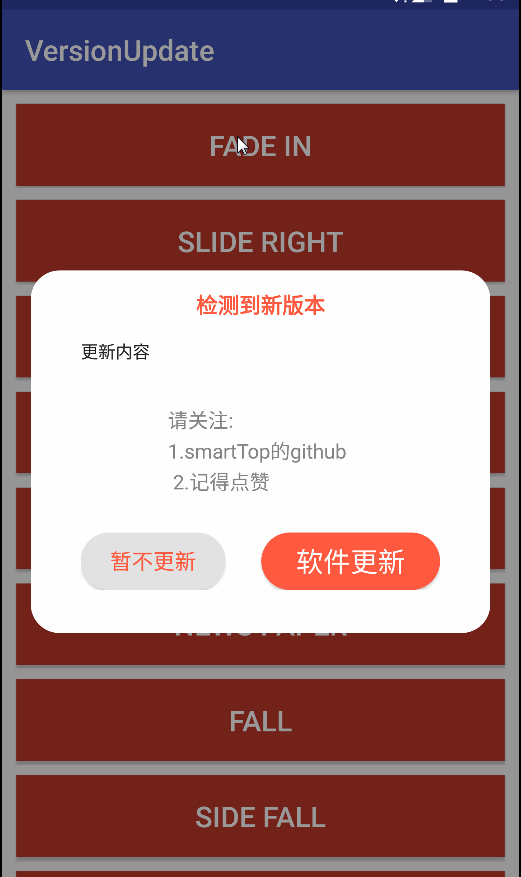 VersionUpdate
FADE IN
SLIDE RIGHT
检测到新版本
更新内容
请关注:
1.smartTop的github
2.记得点赞
暂不更新
软件更新
FALL
SIDE FALL